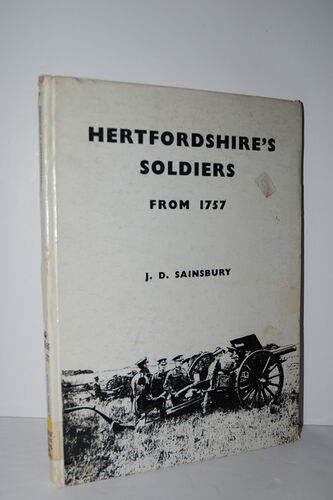 HERTFORDSHIRE'S
SOLDIERS
FROM 1757
J. D. SAINSBURY